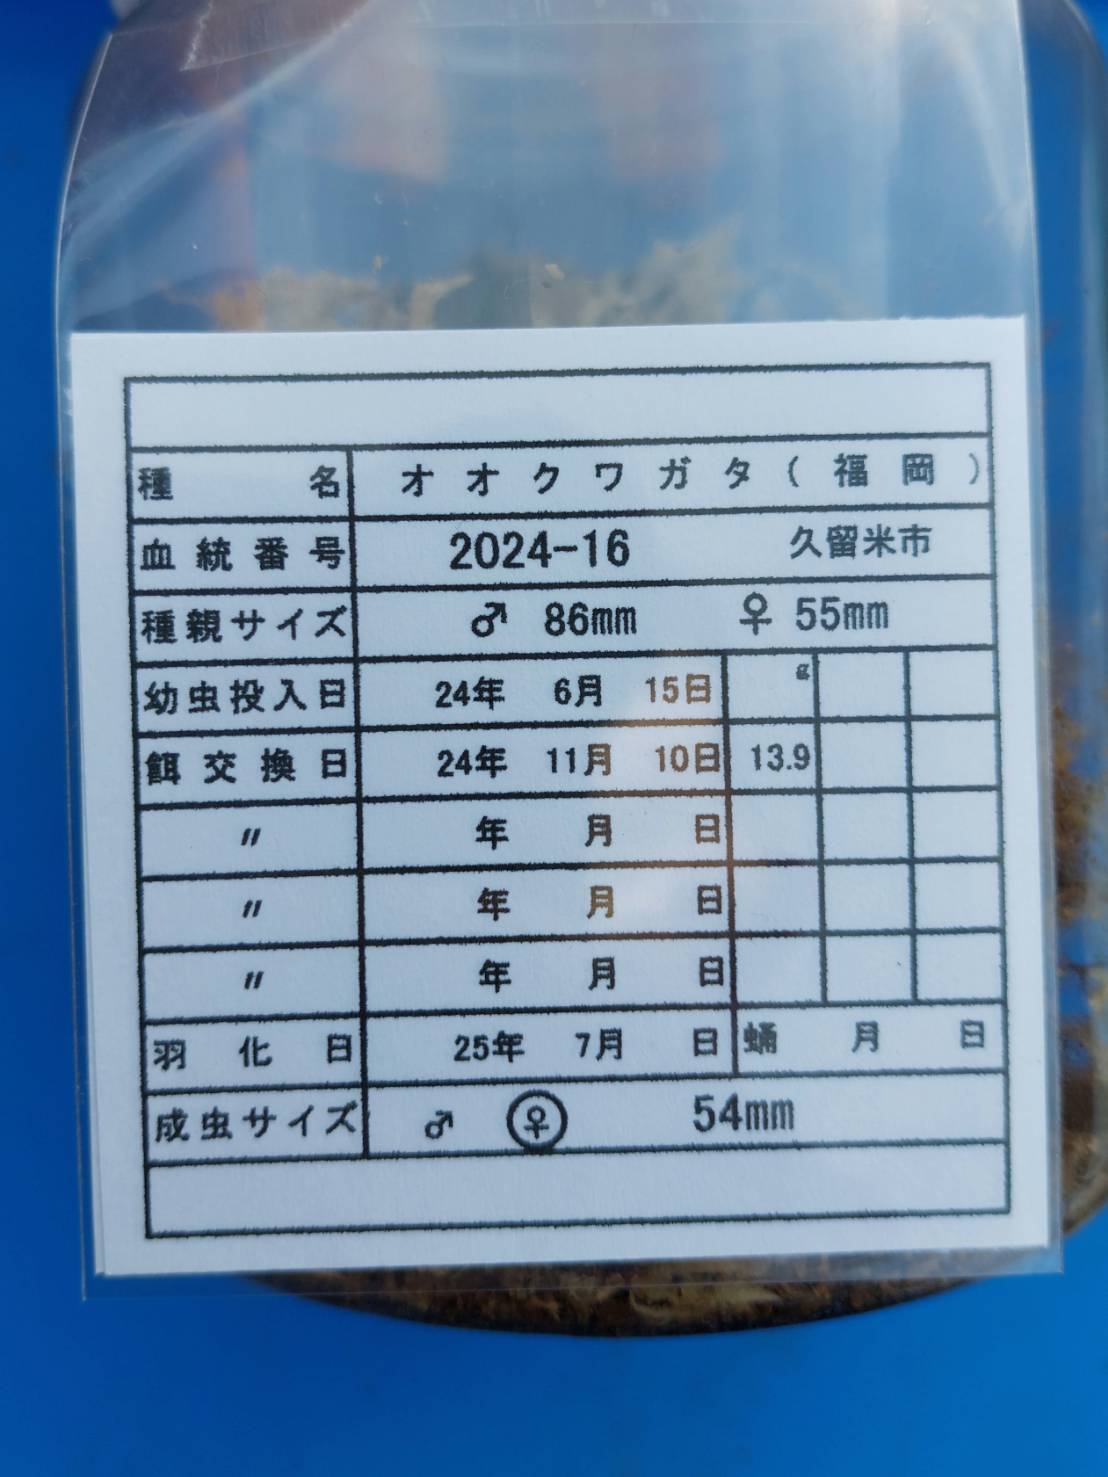 種名 オオクワガタ(福岡)
血統番号 2024-16 久留米市
種親サイズ ♂ 86mm ♀ 55mm
幼虫投入日 24年 6月 15日 g
餌交換日 24年 11月 10日 13.9
〃 年 月 日
〃 年 月 日
〃 年 月 日
羽化日 25年 7月 日 蛹 月 日
成虫サイズ ♂ ♀ 54mm